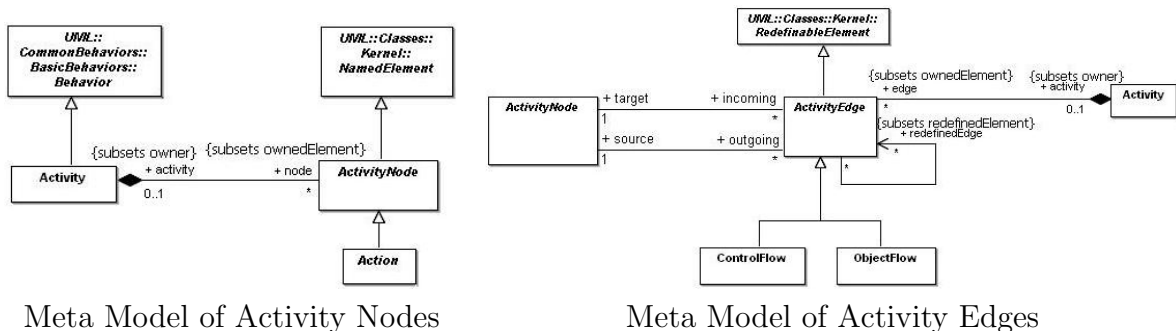 UML::
CommonBehaviors::
BasicBehaviors::
Behavior
UML::Classes::
Kernel::
NamedElement
{subsets owner}
{subsets ownedElement}
+ activity
+ node
Activity
0..1
*
ActivityNode
Action
Meta Model of Activity Nodes
UML::Classes::Kernel::
RedefinableElement
{subsets ownedElement}
{subsets owner}
+ edge
+ activity
*
0..1
Activity
ActivityNode
+ target
+ incoming
1
*
ActivityEdge
+ source
+ outgoing
1
*
{subsets redefinedElement}
+ redefinedEdge
*
*
ControlFlow
ObjectFlow
Meta Model of Activity Edges